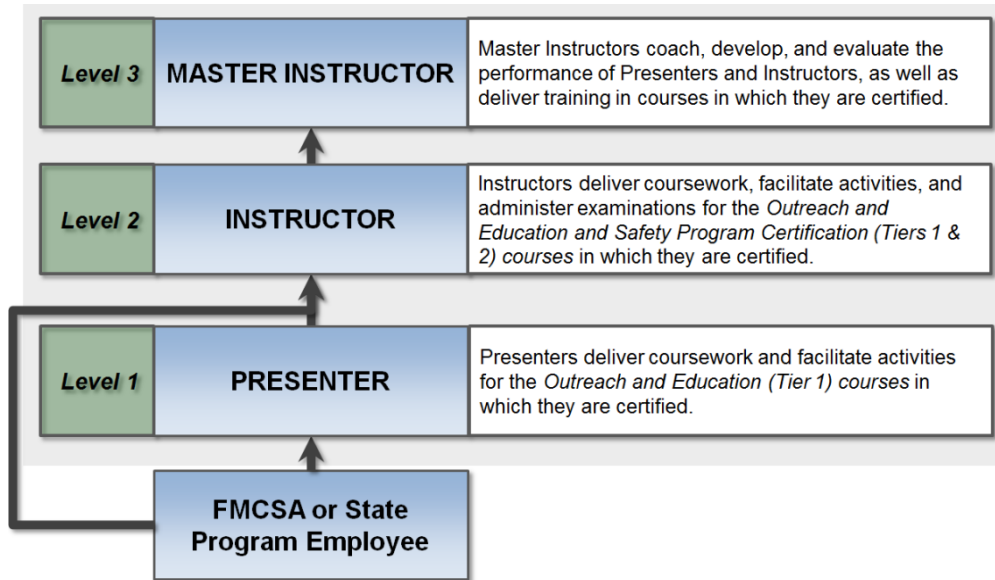 Level 3
MASTER INSTRUCTOR
Master Instructors coach, develop, and evaluate the
performance of Presenters and Instructors, as well as
deliver training in courses in which they are certified.
Level 2
INSTRUCTOR
Instructors deliver coursework, facilitate activities, and
administer examinations for the Outreach and
Education and Safety Program Certification (Tiers 1 &
2) courses in which they are certified.
Level 1
PRESENTER
Presenters deliver coursework and facilitate activities
for the Outreach and Education (Tier 1) courses in
which they are certified.
FMCSA or State
Program Employee